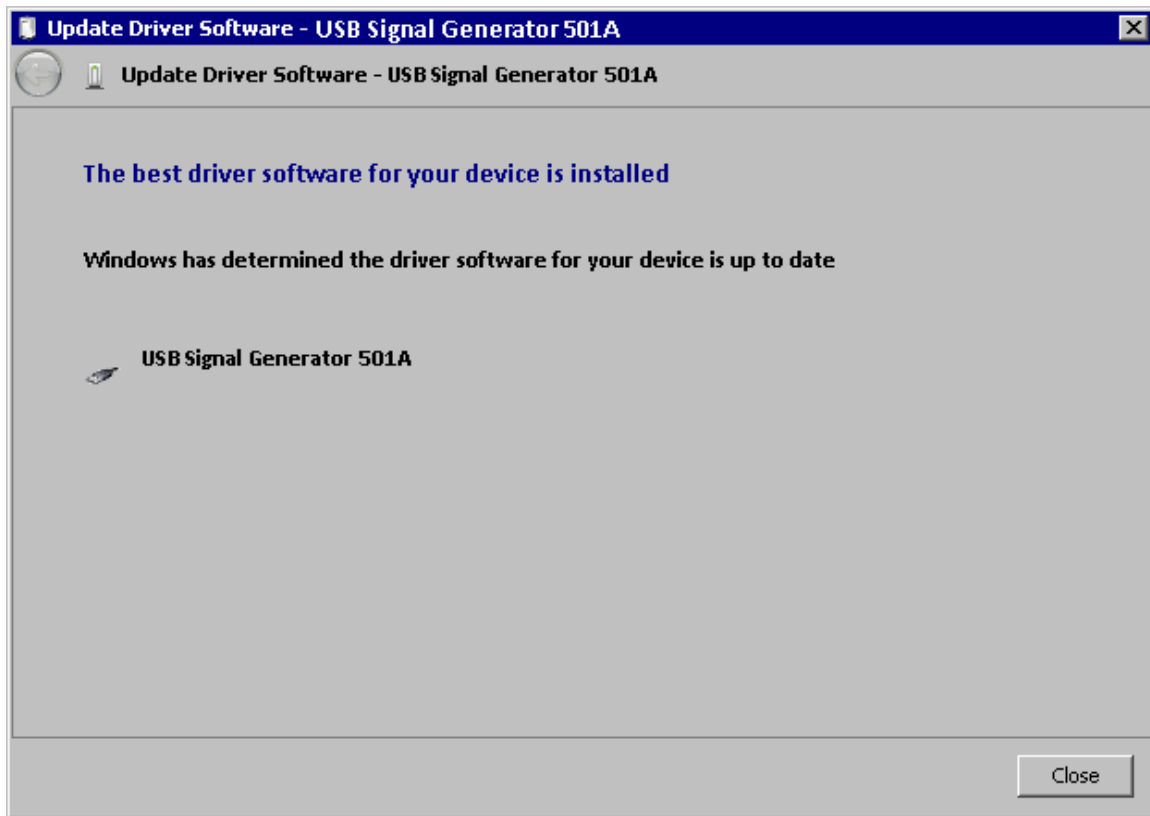 Update Driver Software - USB Signal Generator 501A
Update Driver Software - USB Signal Generator 501A
The best driver software for your device is installed
Windows has determined the driver software for your device is up to date
USB Signal Generator 501A
Close